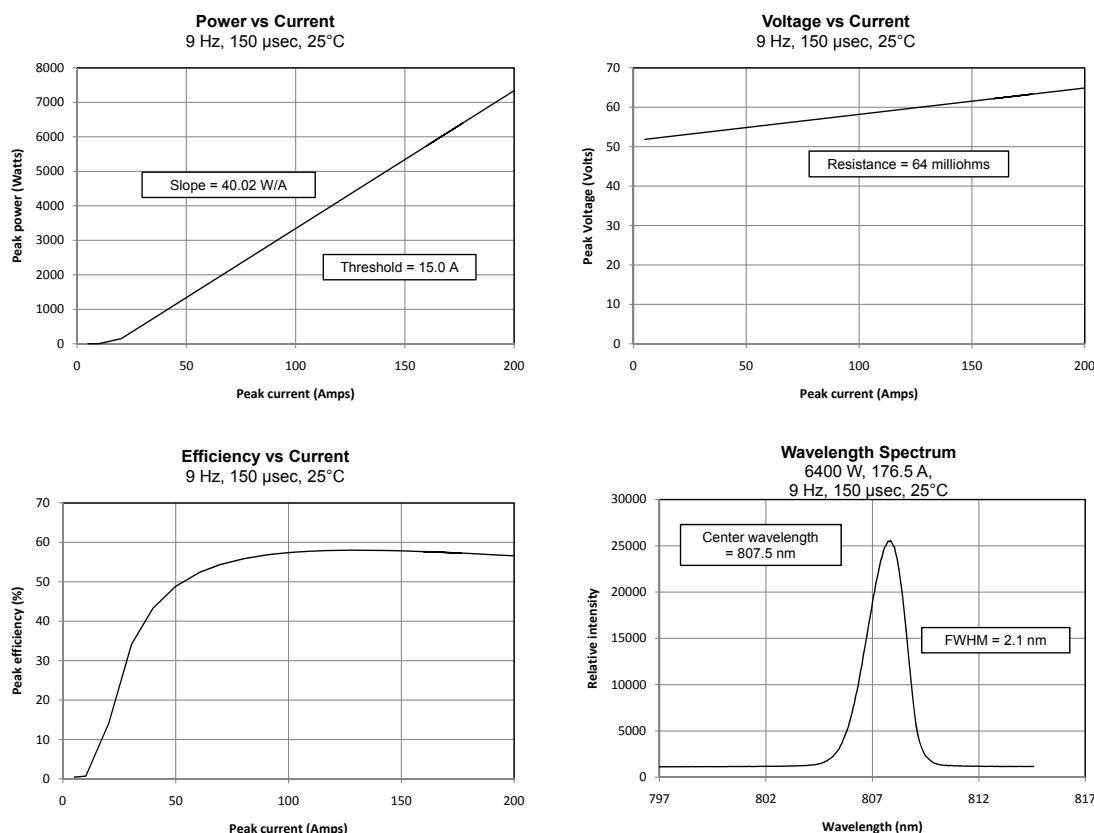 Power vs Current
9 Hz, 150 µsec, 25°C
8000
7000
6000
5000
4000
3000
2000
1000
0
Peak power (Watts)
Slope = 40.02 W/A
Threshold = 15.0 A
0 50 100 150 200
Peak current (Amps)
Voltage vs Current
9 Hz, 150 µsec, 25°C
70
60
50
40
30
20
10
0
Peak Voltage (Volts)
Resistance = 64 milliohms
0 50 100 150 200
Peak current (Amps)
Efficiency vs Current
9 Hz, 150 µsec, 25°C
70
60
50
40
30
20
10
0
Peak efficiency (%)
0 50 100 150 200
Peak current (Amps)
Wavelength Spectrum
6400 W, 176.5 A,
9 Hz, 150 µsec, 25°C
30000
25000
20000
15000
10000
5000
0
Relative intensity
Center wavelength
= 807.5 nm
FWHM = 2.1 nm
797 802 807 812 817
Wavelength (nm)